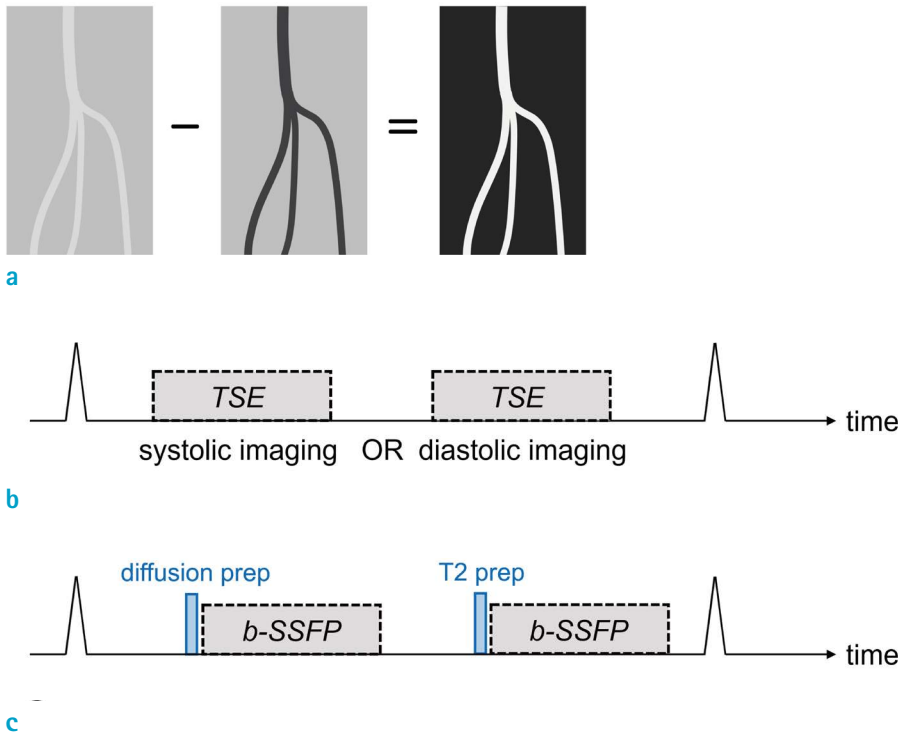 − =
a
TSE TSE
time
systolic imaging OR diastolic imaging
b
diffusion prep T2 prep
b-SSFP b-SSFP
time
c